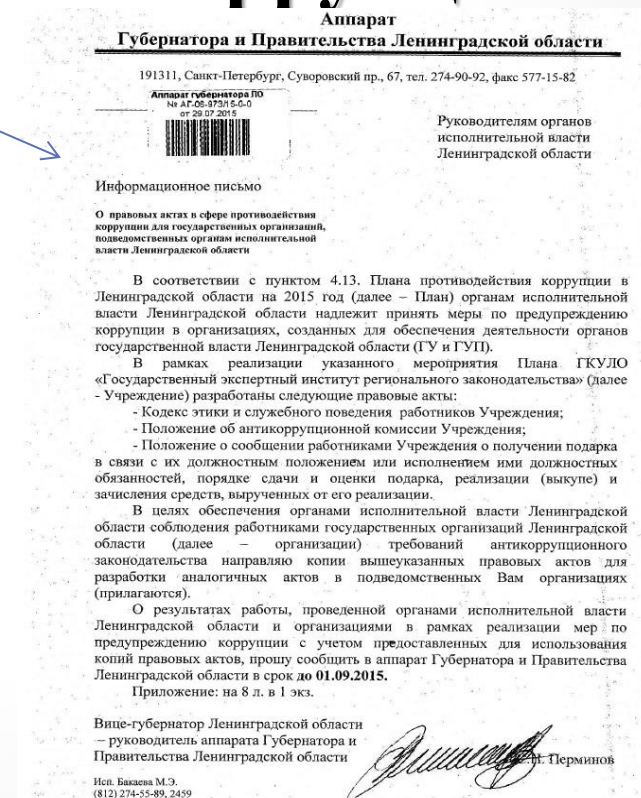 Аппарат
Губернатора и Правительства Ленинградской области
191311, Санкт-Петербург, Суворовский пр., 67, тел. 274-90-92, факс 577-15-82
Аппарат губернатора ЛО
№ АГ-06-973/15-0-0
от 29.07.2015
Руководителям органов
исполнительной власти
Ленинградской области
Информационное письмо
О правовых актах в сфере противодействия
коррупции для государственных организаций,
подведомственных органам исполнительной
власти Ленинградской области
В соответствии с пунктом 4.13. Плана противодействия коррупции в
Ленинградской области на 2015 год (далее – План) органам исполнительной
власти Ленинградской области надлежит принять меры по предупреждению
коррупции в организациях, созданных для обеспечения деятельности органов
государственной власти Ленинградской области (ГУ и ГУП).
В рамках реализации указанного мероприятия Плана ГКУЛО
«Государственный экспертный институт регионального законодательства» (далее
- Учреждение) разработаны следующие правовые акты:
- Кодекс этики и служебного поведения работников Учреждения;
- Положение об антикоррупционной комиссии Учреждения;
- Положение о сообщении работниками Учреждения о получении подарка
в связи с их должностным положением или исполнением ими должностных
обязанностей, порядке сдачи и оценки подарка, реализации (выкупе) и
зачисления средств, вырученных от его реализации.
В целях обеспечения органами исполнительной власти Ленинградской
области соблюдения работниками государственных организаций Ленинградской
области (далее – организации) требований антикоррупционного
законодательства направляю копии вышеуказанных правовых актов для
разработки аналогичных актов в подведомственных Вам организациях
(прилагаются).
О результатах работы, проведенной органами исполнительной власти
Ленинградской области и организациями в рамках реализации мер по
предупреждению коррупции с учетом предоставленных для использования
копий правовых актов, прошу сообщить в аппарат Губернатора и Правительства
Ленинградской области в срок до 01.09.2015.
Приложение: на 8 л. в 1 экз.
Вице-губернатор Ленинградской области
– руководитель аппарата Губернатора и
Правительства Ленинградской области
Н. Перминов
Исп. Бакаева М.Э.
(812) 274-55-89, 2459